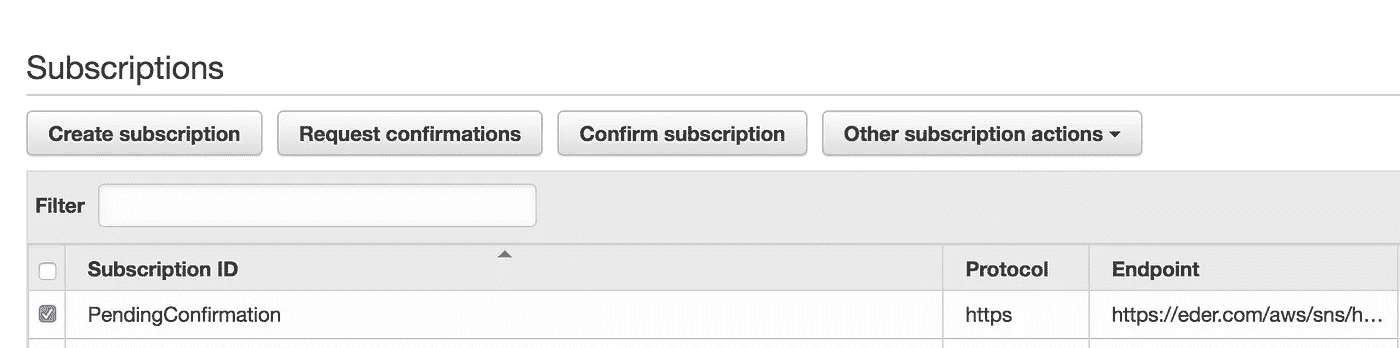 Subscriptions
Create subscription Request confirmations Confirm subscription Other subscription actions
Filter
Subscription ID Protocol Endpoint
PendingConfirmation https https://eder.com/aws/sns/h...